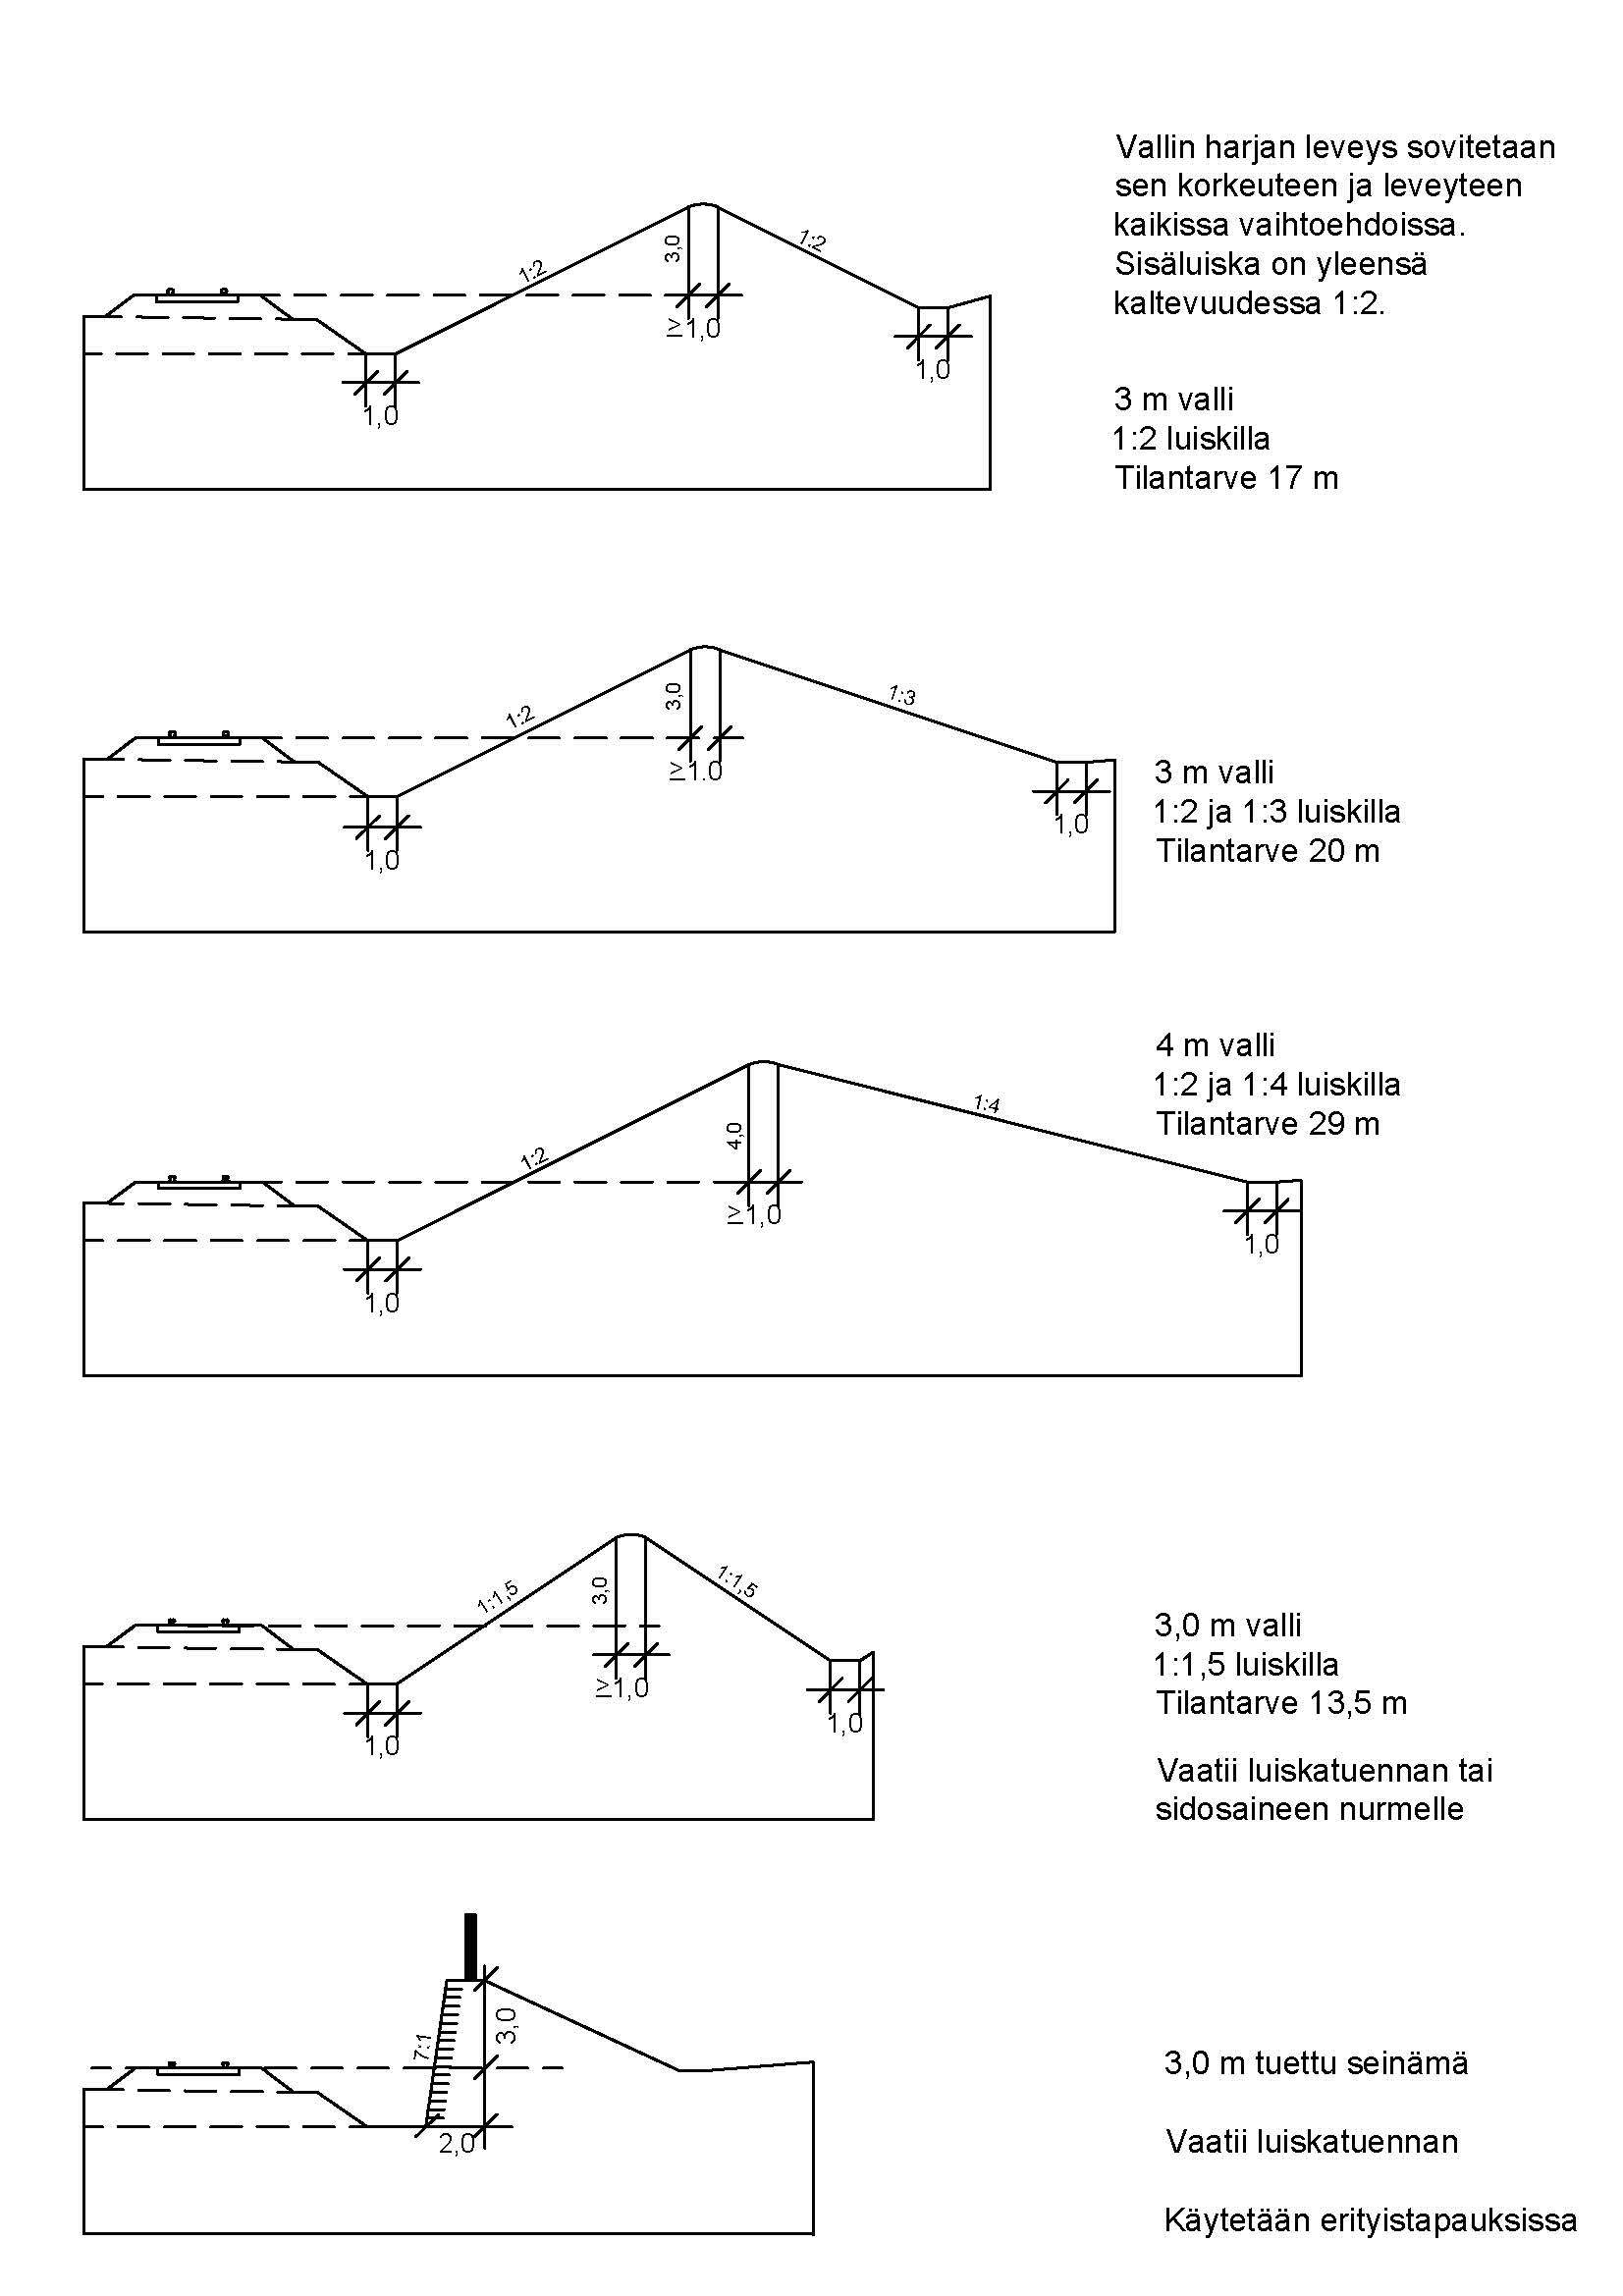 Vallin harjan leveys sovitetaan
sen korkeuteen ja leveyteen
kaikissa vaihtoehdoissa.
Sisäluiska on yleensä
kaltevuudessa 1:2.
1:2
3,0
1:2
≥1,0
1,0
1,0
3 m valli
1:2 luiskilla
Tilantarve 17 m
1:2
3,0
1:3
≥1.0
1,0
1,0
3 m valli
1:2 ja 1:3 luiskilla
Tilantarve 20 m
1:2
4,0
1:4
≥1,0
1,0
1,0
4 m valli
1:2 ja 1:4 luiskilla
Tilantarve 29 m
1:1,5
3,0
1:1,5
≥1,0
1,0
1,0
3,0 m valli
1:1,5 luiskilla
Tilantarve 13,5 m
Vaatii luiskatuennan tai
sidosaineen nurmelle
7:1
3,0
2,0
3,0 m tuettu seinämä
Vaatii luiskatuennan
Käytetään erityistapauksissa